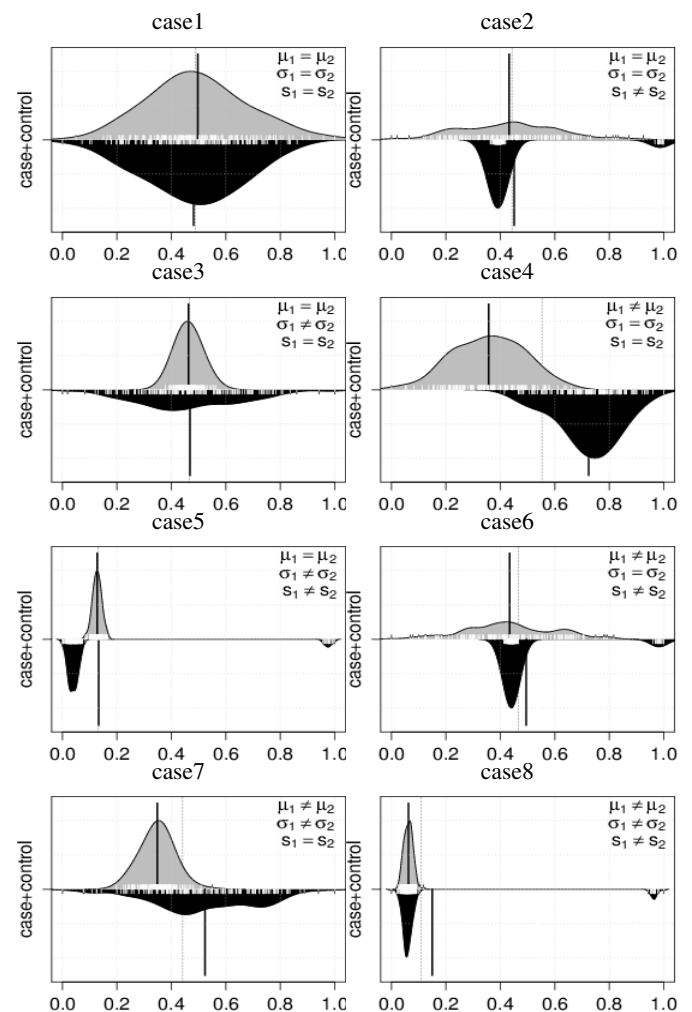 case1
case2
μ₁ = μ₂
σ₁ = σ₂
s₁ = s₂
case+control
0.0 0.2 0.4 0.6 0.8 1.0
μ₁ = μ₂
σ₁ = σ₂
s₁ ≠ s₂
case+control
0.0 0.2 0.4 0.6 0.8 1.0
case3
case4
μ₁ = μ₂
σ₁ ≠ σ₂
s₁ = s₂
case+control
0.0 0.2 0.4 0.6 0.8 1.0
μ₁ ≠ μ₂
σ₁ = σ₂
s₁ = s₂
case+control
0.0 0.2 0.4 0.6 0.8 1.0
case5
case6
μ₁ = μ₂
σ₁ ≠ σ₂
s₁ ≠ s₂
case+control
0.0 0.2 0.4 0.6 0.8 1.0
μ₁ ≠ μ₂
σ₁ = σ₂
s₁ ≠ s₂
case+control
0.0 0.2 0.4 0.6 0.8 1.0
case7
case8
μ₁ ≠ μ₂
σ₁ ≠ σ₂
s₁ = s₂
case+control
0.0 0.2 0.4 0.6 0.8 1.0
μ₁ ≠ μ₂
σ₁ ≠ σ₂
s₁ ≠ s₂
case+control
0.0 0.2 0.4 0.6 0.8 1.0